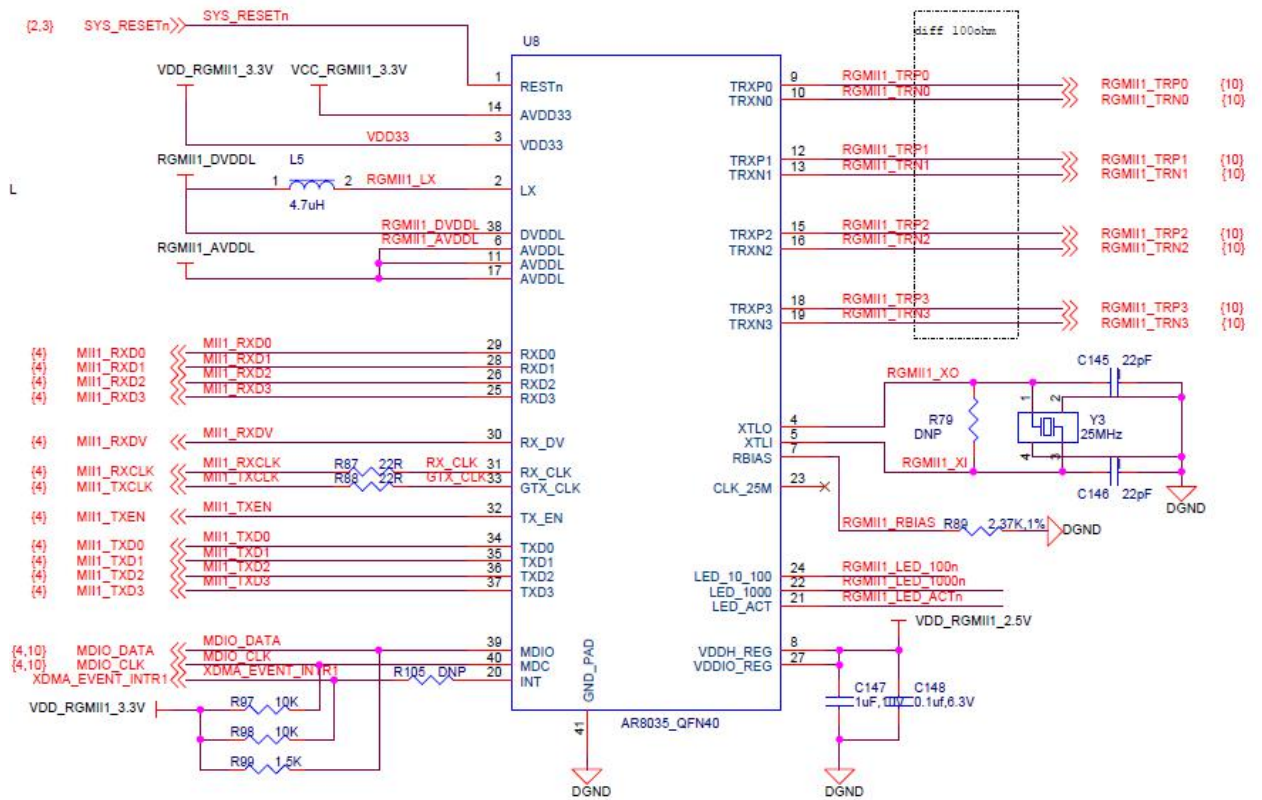 SYS_RESETn
{2,3} SYS_RESETn
diff 100ohm
U8
VDD_RGMII1_3.3V VCC_RGMII1_3.3V
1 RESTn
14 AVDD33
VDD33 3 VDD33
RGMII1_DVDDL
L5
1 2 RGMII1_LX 2 LX
4.7uH
L
RGMII1_DVDDL 38 DVDDL
RGMII1_AVDDL 6 AVDDL
RGMII1_AVDDL
11 AVDDL
17 AVDDL
TRXP0 9 RGMII1_TRP0 RGMII1_TRP0 {10}
TRXN0 10 RGMII1_TRN0 RGMII1_TRN0 {10}
TRXP1 12 RGMII1_TRP1 RGMII1_TRP1 {10}
TRXN1 13 RGMII1_TRN1 RGMII1_TRN1 {10}
TRXP2 15 RGMII1_TRP2 RGMII1_TRP2 {10}
TRXN2 16 RGMII1_TRN2 RGMII1_TRN2 {10}
TRXP3 18 RGMII1_TRP3 RGMII1_TRP3 {10}
TRXN3 19 RGMII1_TRN3 RGMII1_TRN3 {10}
{4} MII1_RXD0 MII1_RXD0 29 RXD0
{4} MII1_RXD1 MII1_RXD1 28 RXD1
{4} MII1_RXD2 MII1_RXD2 26 RXD2
{4} MII1_RXD3 MII1_RXD3 25 RXD3
{4} MII1_RXDV MII1_RXDV 30 RX_DV
{4} MII1_RXCLK MII1_RXCLK R87 22R RX_CLK 31 RX_CLK
{4} MII1_TXCLK MII1_TXCLK R88 22R GTX_CLK 33 GTX_CLK
{4} MII1_TXEN MII1_TXEN 32 TX_EN
{4} MII1_TXD0 MII1_TXD0 34 TXD0
{4} MII1_TXD1 MII1_TXD1 35 TXD1
{4} MII1_TXD2 MII1_TXD2 36 TXD2
{4} MII1_TXD3 MII1_TXD3 37 TXD3
C145 22pF
RGMII1_XO
1 2
XTLO 4
R79
DNP
Y3
25MHz
XTLI 5
RGMII1_XI
4 3
RBIAS 7
C146 22pF
DGND
CLK_25M 23
RGMII1_RBIAS R89 2.37K,1% DGND
LED_10_100 24 RGMII1_LED_100n
LED_1000 22 RGMII1_LED_1000n
LED_ACT 21 RGMII1_LED_ACTn
VDD_RGMII1_2.5V
VDDH_REG 8
VDDIO_REG 27
C147
1uF,10V
C148
0.1uf,6.3V
DGND
{4,10} MDIO_DATA MDIO_DATA 39 MDIO
{4,10} MDIO_CLK MDIO_CLK 40 MDC
XDMA_EVENT_INTR1 XDMA_EVENT_INTR1 R105 DNP 20 INT
VDD_RGMII1_3.3V
R97 10K
R98 10K
R99 1.5K
GND_PAD
41
AR8035_QFN40
DGND